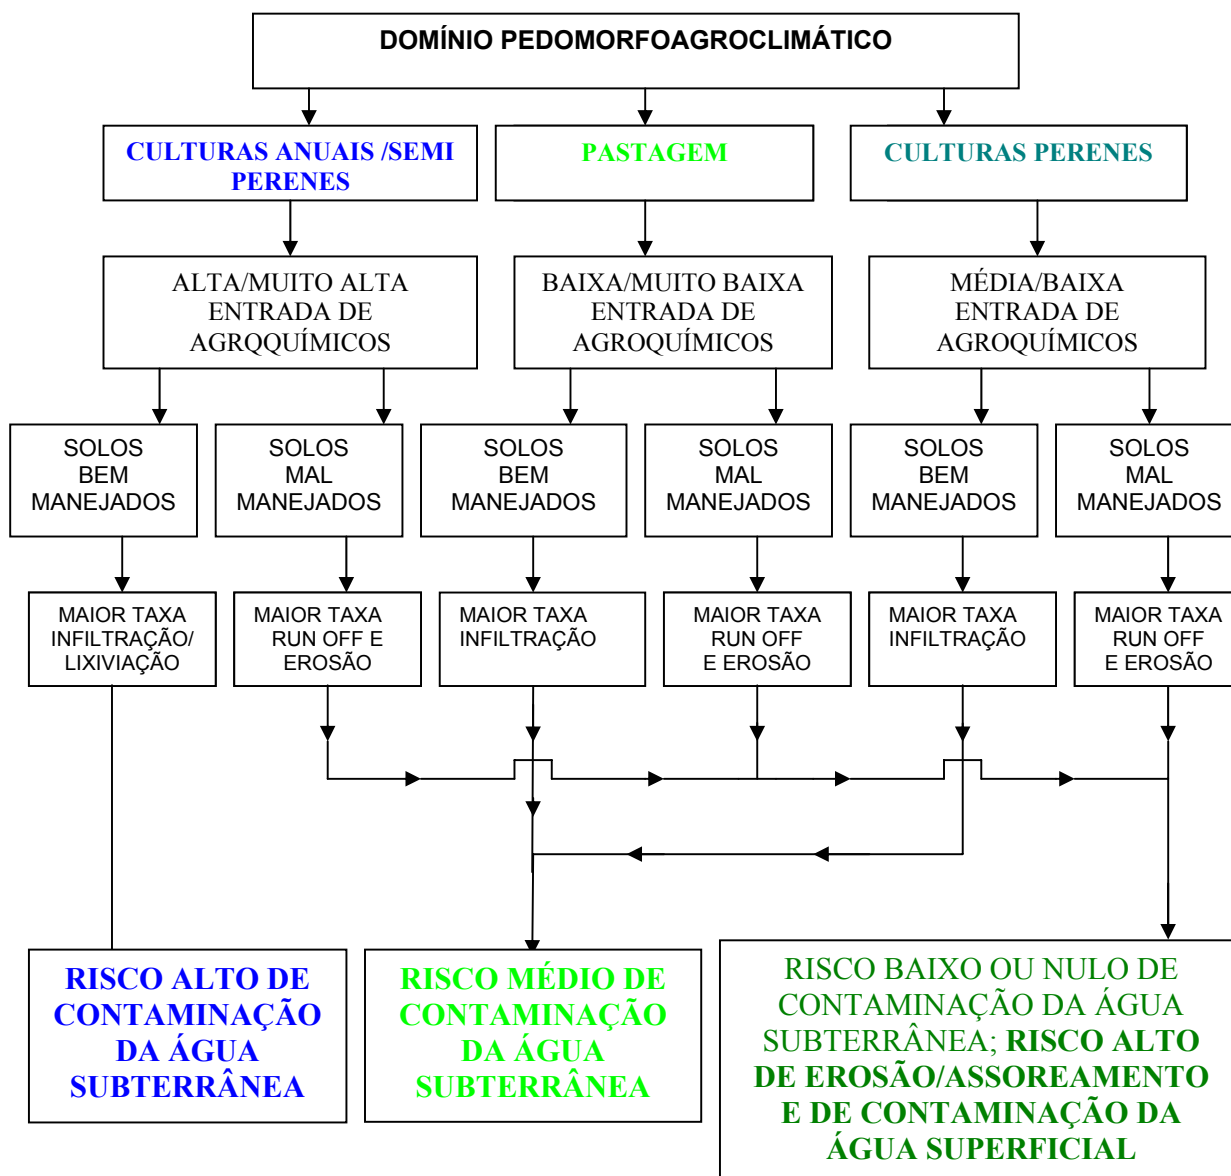 DOMÍNIO PEDOMORFOAGROCLIMÁTICO
CULTURAS ANUAIS /SEMI
PERENES
PASTAGEM
CULTURAS PERENES
ALTA/MUITO ALTA
ENTRADA DE
AGRQQUÍMICOS
BAIXA/MUITO BAIXA
ENTRADA DE
AGROQUÍMICOS
MÉDIA/BAIXA
ENTRADA DE
AGROQUÍMICOS
SOLOS
BEM
MANEJADOS
SOLOS
MAL
MANEJADOS
SOLOS
BEM
MANEJADOS
SOLOS
MAL
MANEJADOS
SOLOS
BEM
MANEJADOS
SOLOS
MAL
MANEJADOS
MAIOR TAXA
INFILTRAÇÃO/
LIXIVIAÇÃO
MAIOR TAXA
RUN OFF E
EROSÃO
MAIOR TAXA
INFILTRAÇÃO
MAIOR TAXA
RUN OFF
E EROSÃO
MAIOR TAXA
INFILTRAÇÃO
MAIOR TAXA
RUN OFF
E EROSÃO
RISCO ALTO DE
CONTAMINAÇÃO
DA ÁGUA
SUBTERRÂNEA
RISCO MÉDIO DE
CONTAMINAÇÃO
DA ÁGUA
SUBTERRÂNEA
RISCO BAIXO OU NULO DE
CONTAMINAÇÃO DA ÁGUA
SUBTERRÂNEA; RISCO ALTO
DE EROSÃO/ASSOREAMENTO
E DE CONTAMINAÇÃO DA
ÁGUA SUPERFICIAL